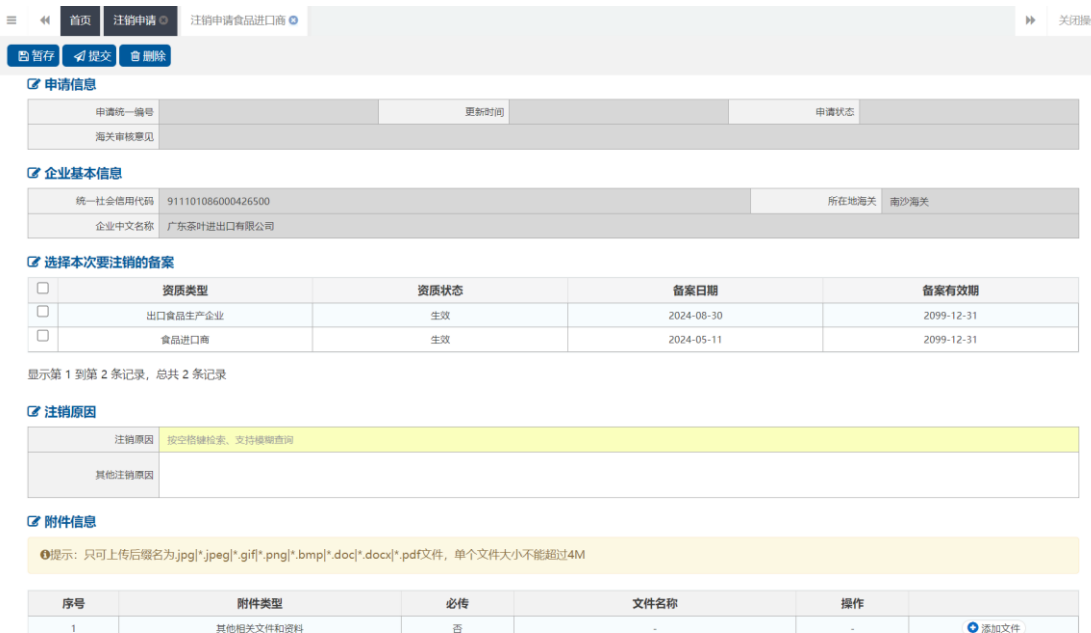 首页 注销申请 注销申请食品进口商 关闭操
暂存 提交 删除
申请信息
申请统一编号 更新时间 申请状态
海关审核意见
企业基本信息
统一社会信用代码 911101086000426500 所在地海关 南沙海关
企业中文名称 广东茶叶进出口有限公司
选择本次要注销的备案
资质类型 资质状态 备案日期 备案有效期
出口食品生产企业 生效 2024-08-30 2099-12-31
食品进口商 生效 2024-05-11 2099-12-31
显示第 1 到第 2 条记录，总共 2 条记录
注销原因
注销原因 按空格键检索、支持模糊查询
其他注销原因
附件信息
提示：只可上传后缀名为.jpg|*.jpeg|*.gif|*.png|*.bmp|*.doc|*.docx|*.pdf文件，单个文件大小不能超过4M
序号 附件类型 必传 文件名称 操作
1 其他相关文件和资料 否 - - 添加文件